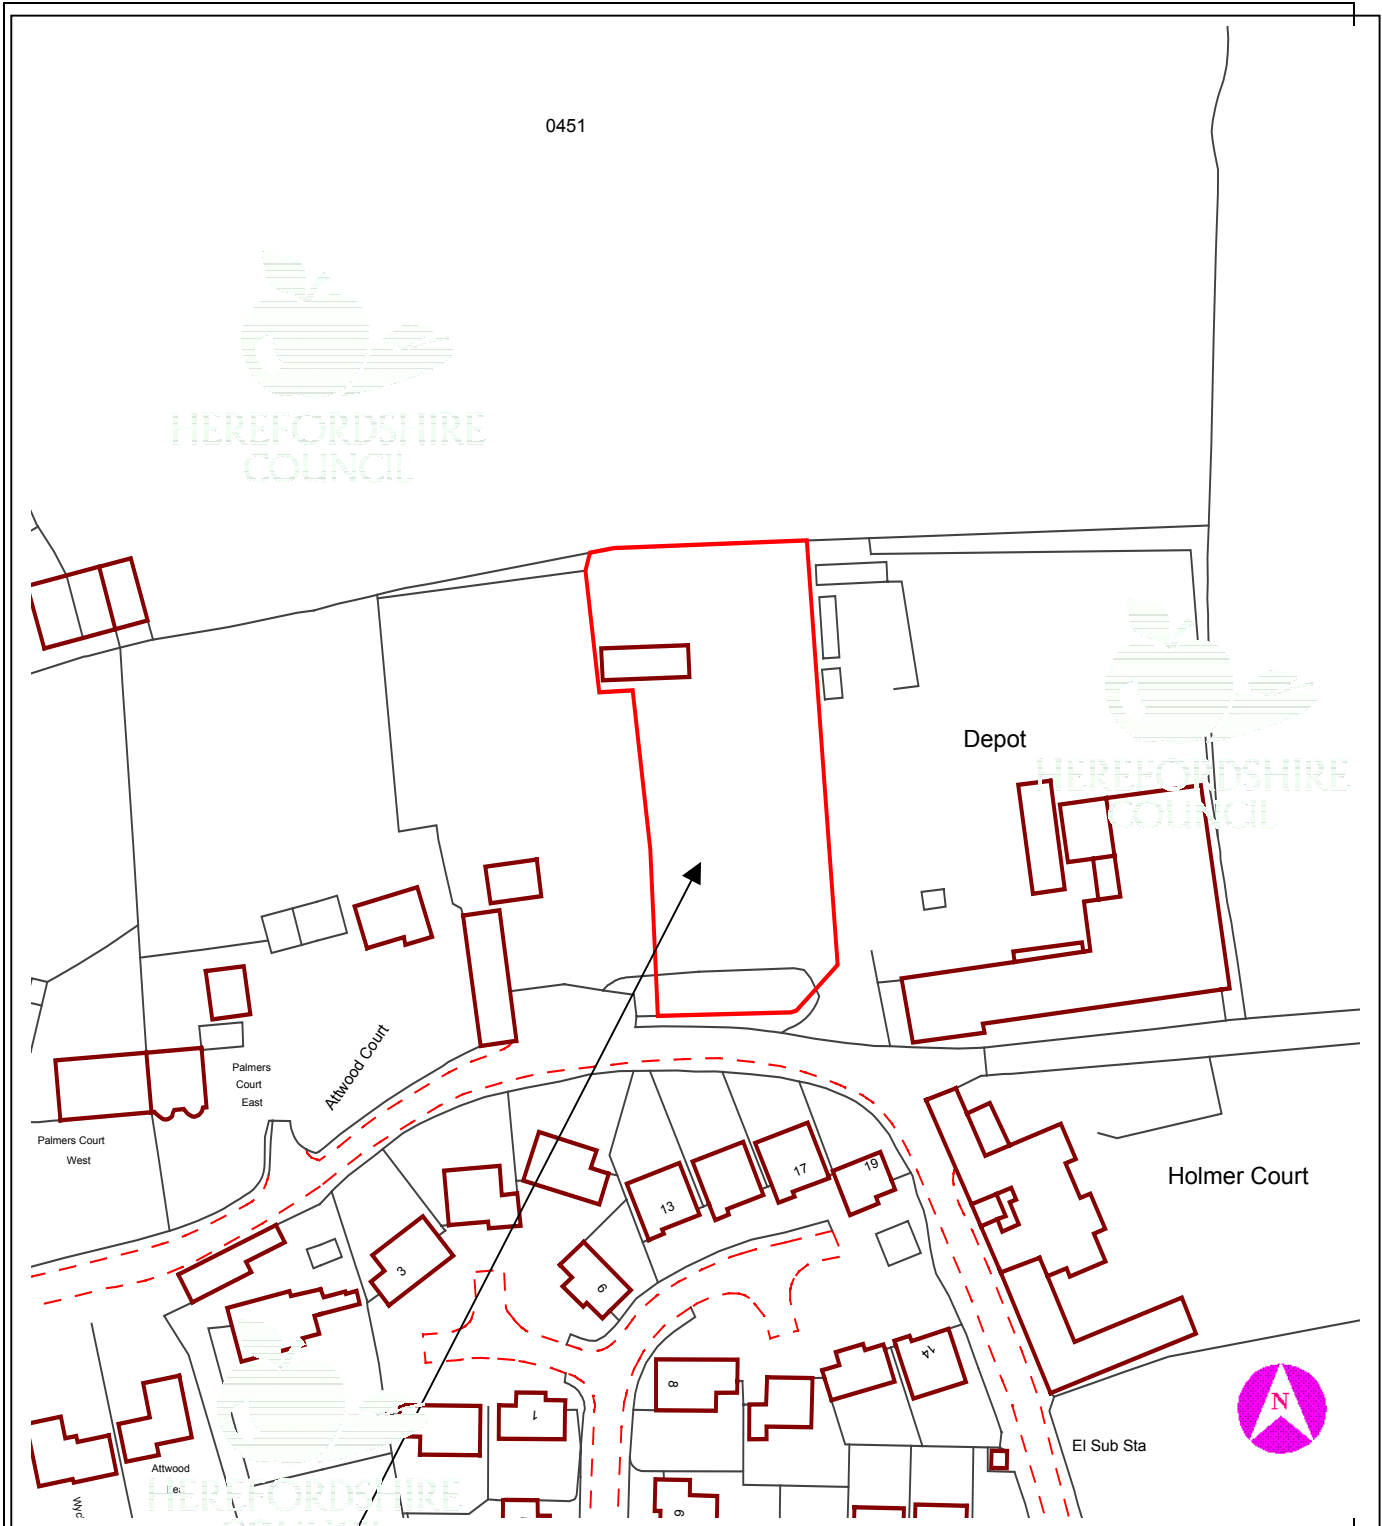 0451
HEREFORDSHIRE
COUNCIL
Depot
HEREFORDSHIRE
COUNCIL
Attwood Court
Palmers
Court
East
Palmers Court
West
Holmer Court
13
17
19
3
9
14
8
1
El Sub Sta
N
Attwood
HEREFORDSHIRE